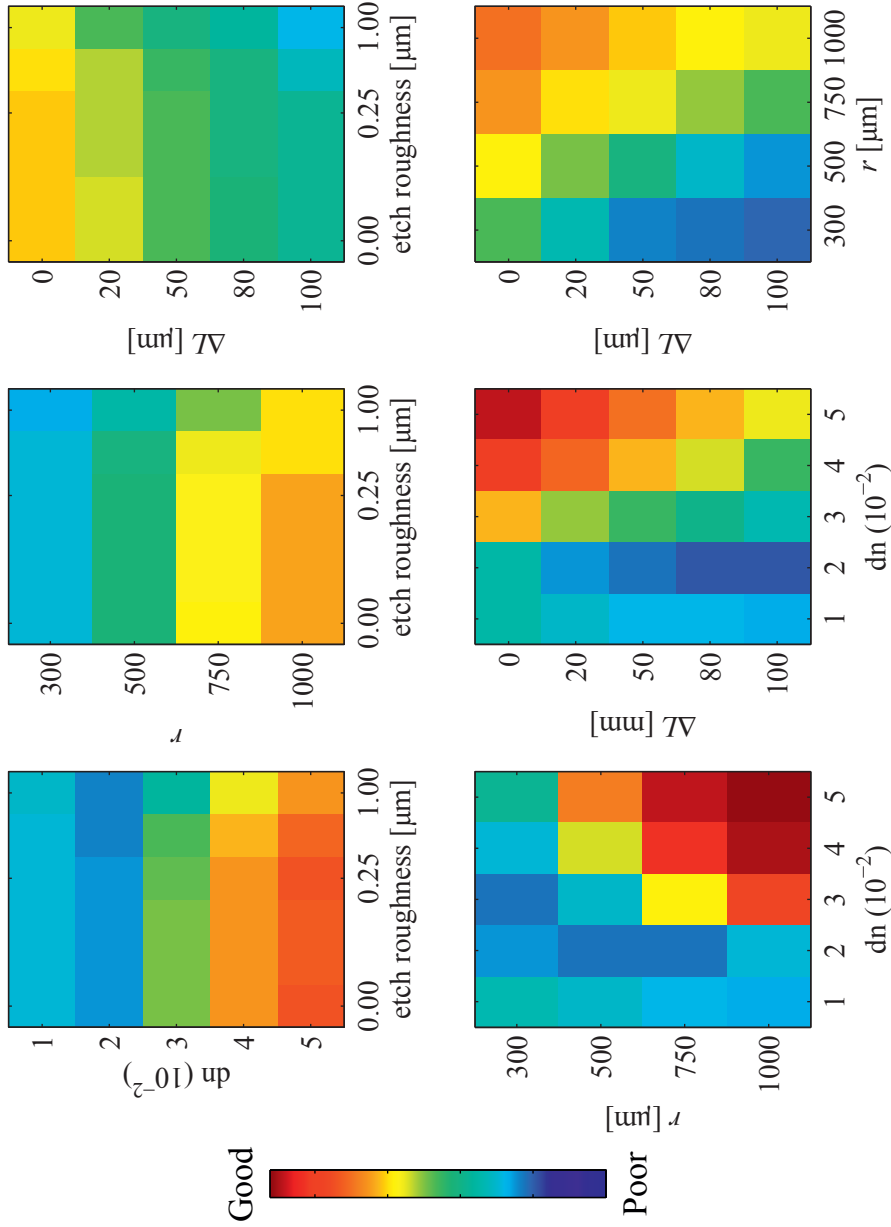 Good
Poor
dn (10⁻²)
1
2
3
4
5
0.00 0.25 1.00
etch roughness [µm]
r
300
500
750
1000
0.00 0.25 1.00
etch roughness [µm]
ΔL [µm]
0
20
50
80
100
0.00 0.25 1.00
etch roughness [µm]
r [µm]
300
500
750
1000
1 2 3 4 5
dn (10⁻²)
ΔL [mm]
0
20
50
80
100
1 2 3 4 5
dn (10⁻²)
ΔL [µm]
0
20
50
80
100
300 500 750 1000
r [µm]